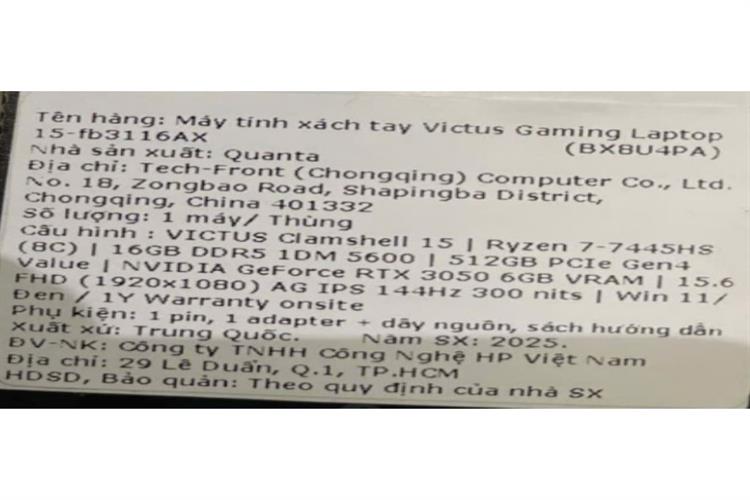 Tên hàng: Máy tính xách tay Victus Gaming Laptop
15-fb3116AX (BX8U4PA)
Nhà sản xuất: Quanta
Địa chỉ: Tech-Front (Chongqing) Computer Co., Ltd.
No. 18, Zongbao Road, Shapingba District,
Chongqing, China 401332
Số lượng: 1 máy/ Thùng
Cấu hình : VICTUS Clamshell 15 | Ryzen 7-7445HS
(8C) | 16GB DDR5 1DM 5600 | 512GB PCIe Gen4
Value | NVIDIA GeForce RTX 3050 6GB VRAM | 15.6
FHD (1920x1080) AG IPS 144Hz 300 nits | Win 11/
Đen / 1Y Warranty onsite
Phụ kiện: 1 pin, 1 adapter + dây nguồn, sách hướng dẫn
Xuất xứ: Trung Quốc. Năm SX: 2025.
ĐV-NK: Công ty TNHH Công Nghệ HP Việt Nam
Địa chỉ: 29 Lê Duẩn, Q.1, TP.HCM
HDSD, Bảo quản: Theo quy định của nhà SX